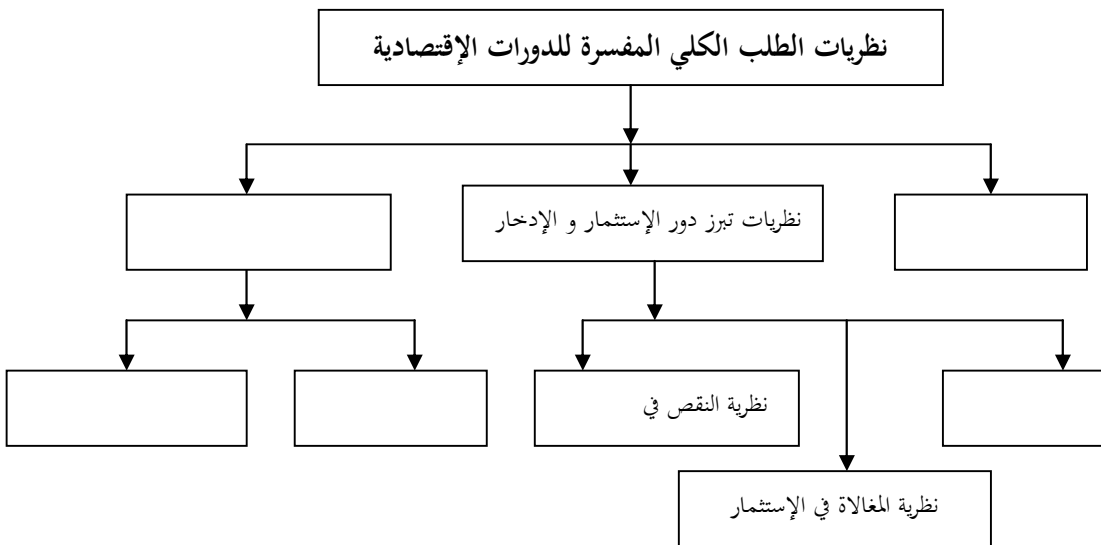 نظريات الطلب الكلي المفسرة للدورات الإقتصادية
نظريات تبرز دور الإستثمار و الإدخار
نظرية النقص في
نظرية المغالاة في الإستثمار